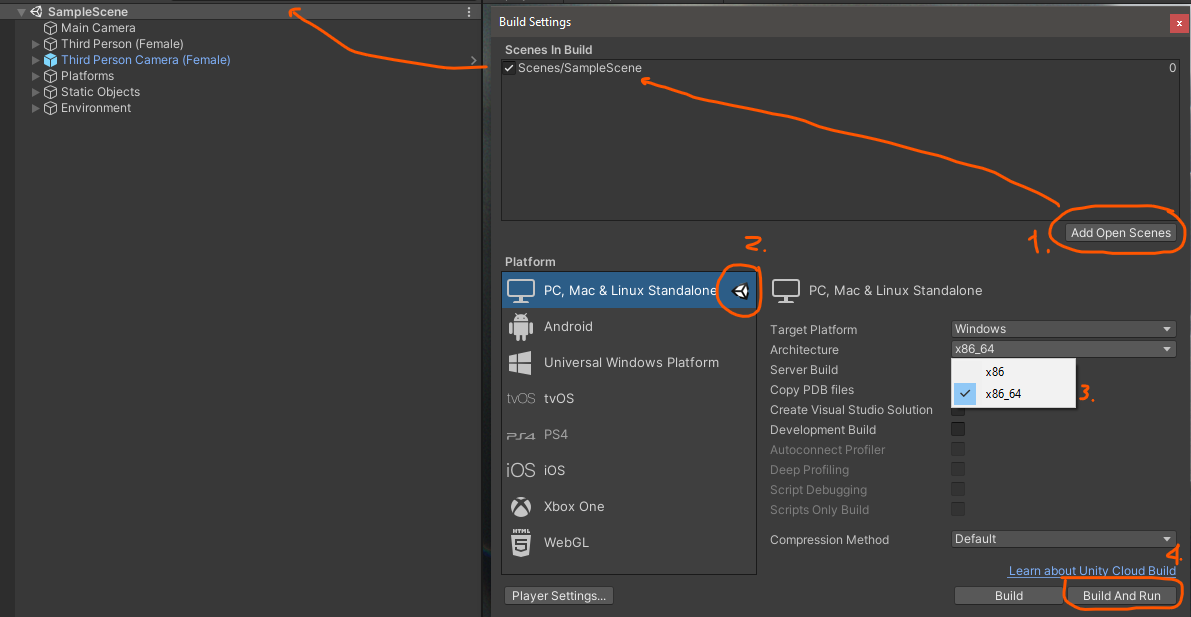 SampleScene
Main Camera
Third Person (Female)
Third Person Camera (Female)
Platforms
Static Objects
Environment
Build Settings
x
Scenes In Build
Scenes/SampleScene 0
1. Add Open Scenes
2.
Platform
PC, Mac & Linux Standalone
Android
Universal Windows Platform
tvOS tvOS
PS4 PS4
iOS iOS
Xbox One
HTML 5 WebGL
PC, Mac & Linux Standalone
Target Platform Windows
Architecture x86_64
x86
x86_64
3.
Server Build
Copy PDB files
Create Visual Studio Solution
Development Build
Autoconnect Profiler
Deep Profiling
Script Debugging
Scripts Only Build
Compression Method Default
4.
Learn about Unity Cloud Build
Player Settings... Build Build And Run